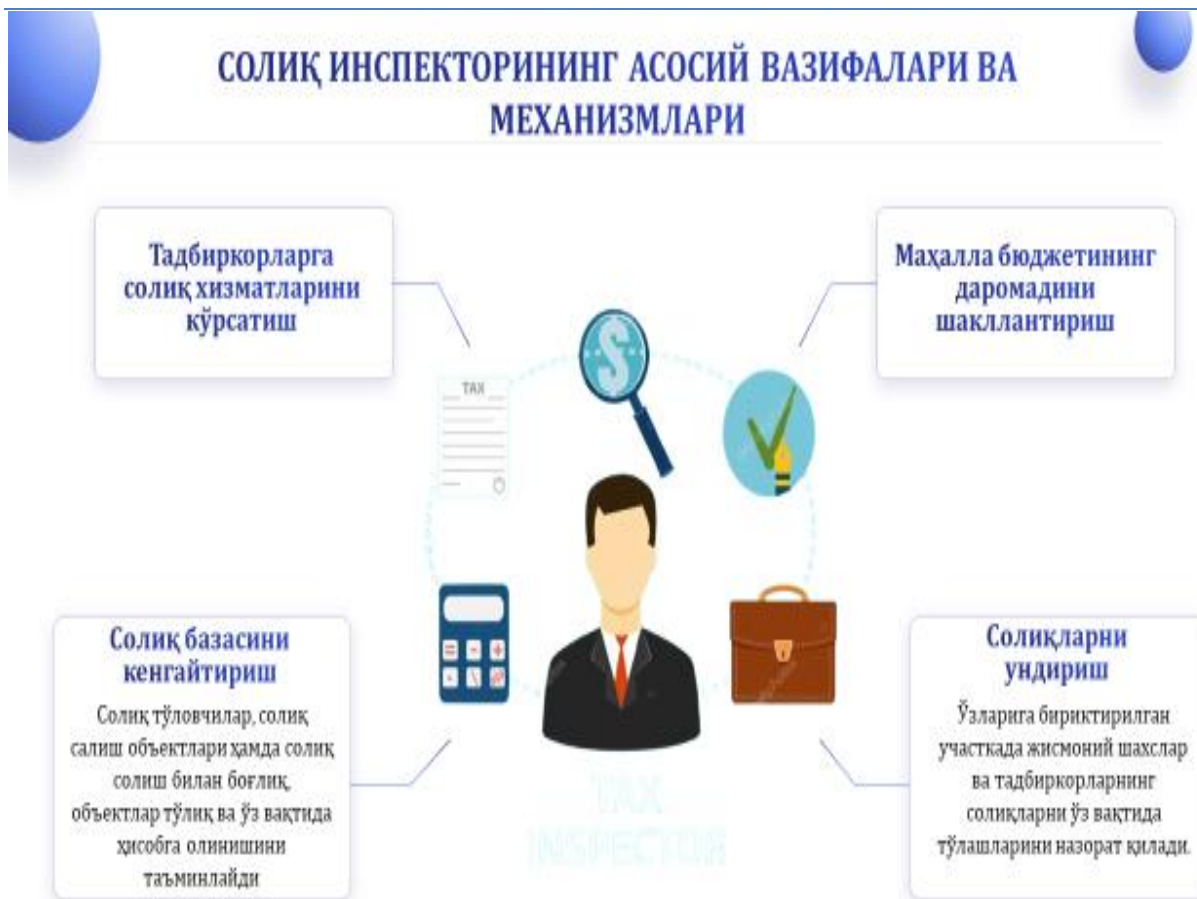 СОЛИҚ ИНСПЕКТОРИНИНГ АСОСИЙ ВАЗИФАЛАРИ ВА
МЕХАНИЗМЛАРИ
Тадбиркорларга
солиқ хизматларини
кўрсатиш
Маҳалла бюджетининг
даромадини
шакллантириш
TAX
$
Солиқ базасини
кенгайтириш
Солиқ тўловчилар, солиқ
салиш объектлари ҳамда солиқ
солиш билан боғлиқ,
объектлар тўлиқ ва ўз вақтида
ҳисобга олинишини
таъминлайди
Солиқларни
ундириш
Ўзларига бириктирилган
участкада жисмоний шахслар
ва тадбиркорларнинг
солиқларни ўз вақтида
тўлашларини назорат қилади.
TAX
INSPECTOR